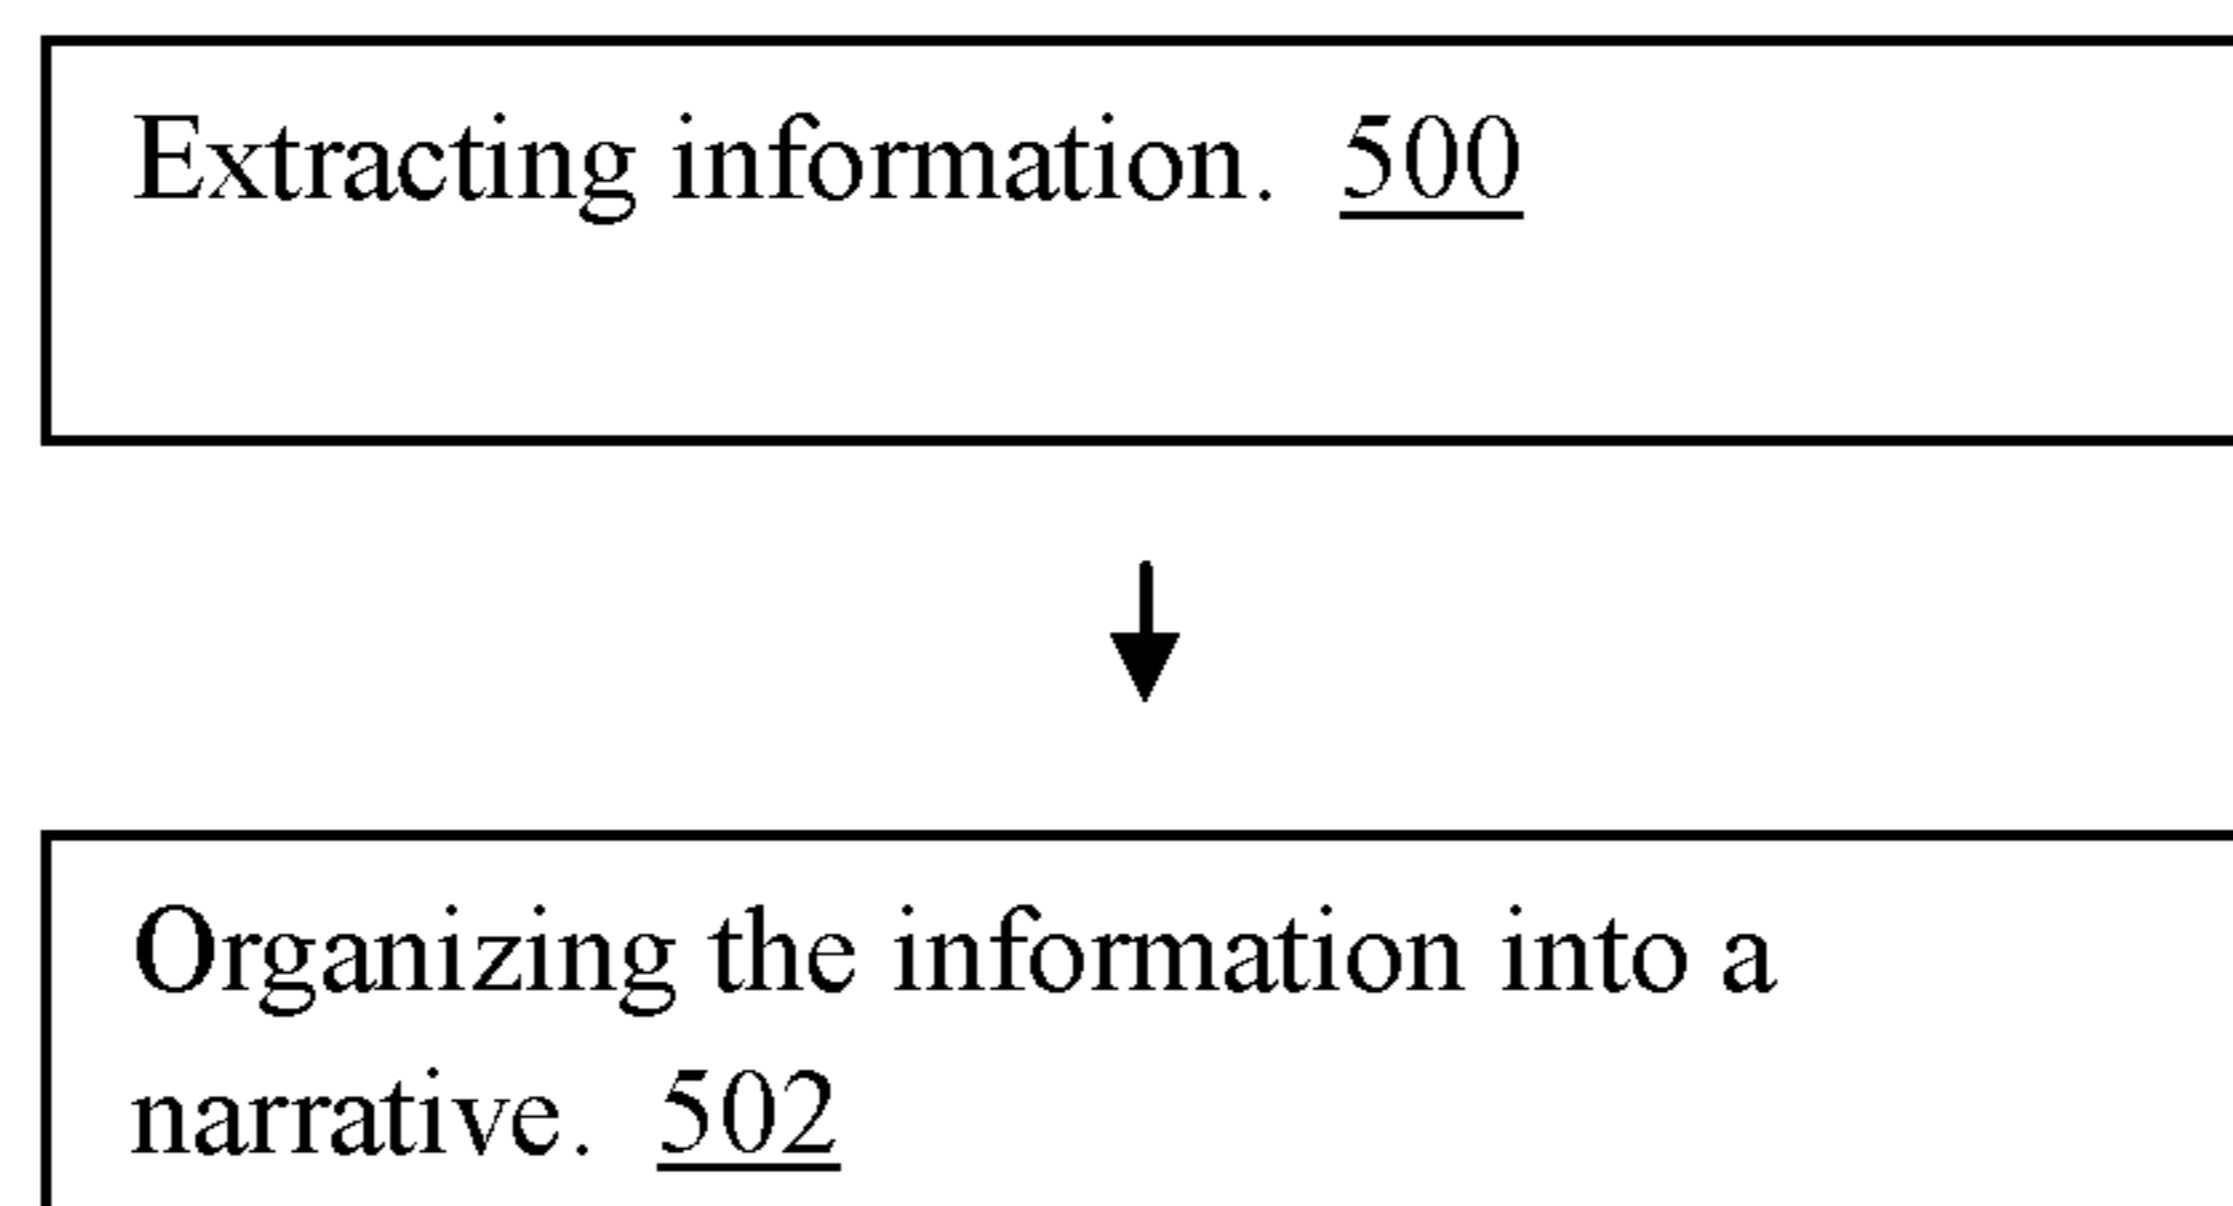 Extracting information. 500
Organizing the information into a
narrative. 502